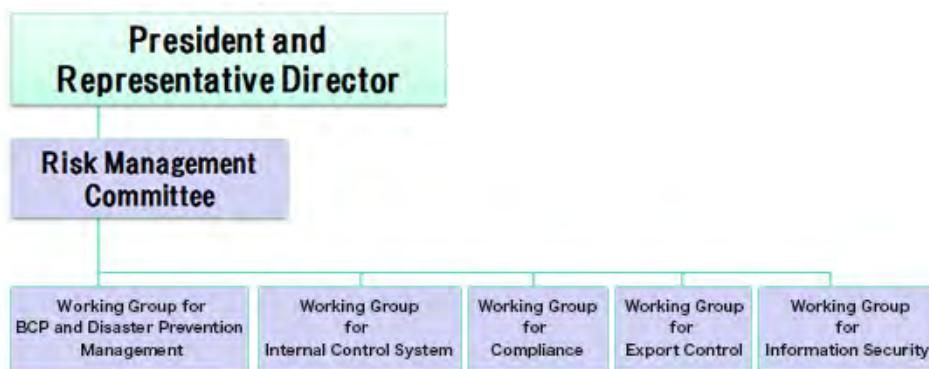 President and
Representative Director
Risk Management
Committee
Working Group for
BCP and Disaster Prevention
Management
Working Group
for
Internal Control System
Working Group
for
Compliance
Working Group
for
Export Control
Working Group
for
Information Security